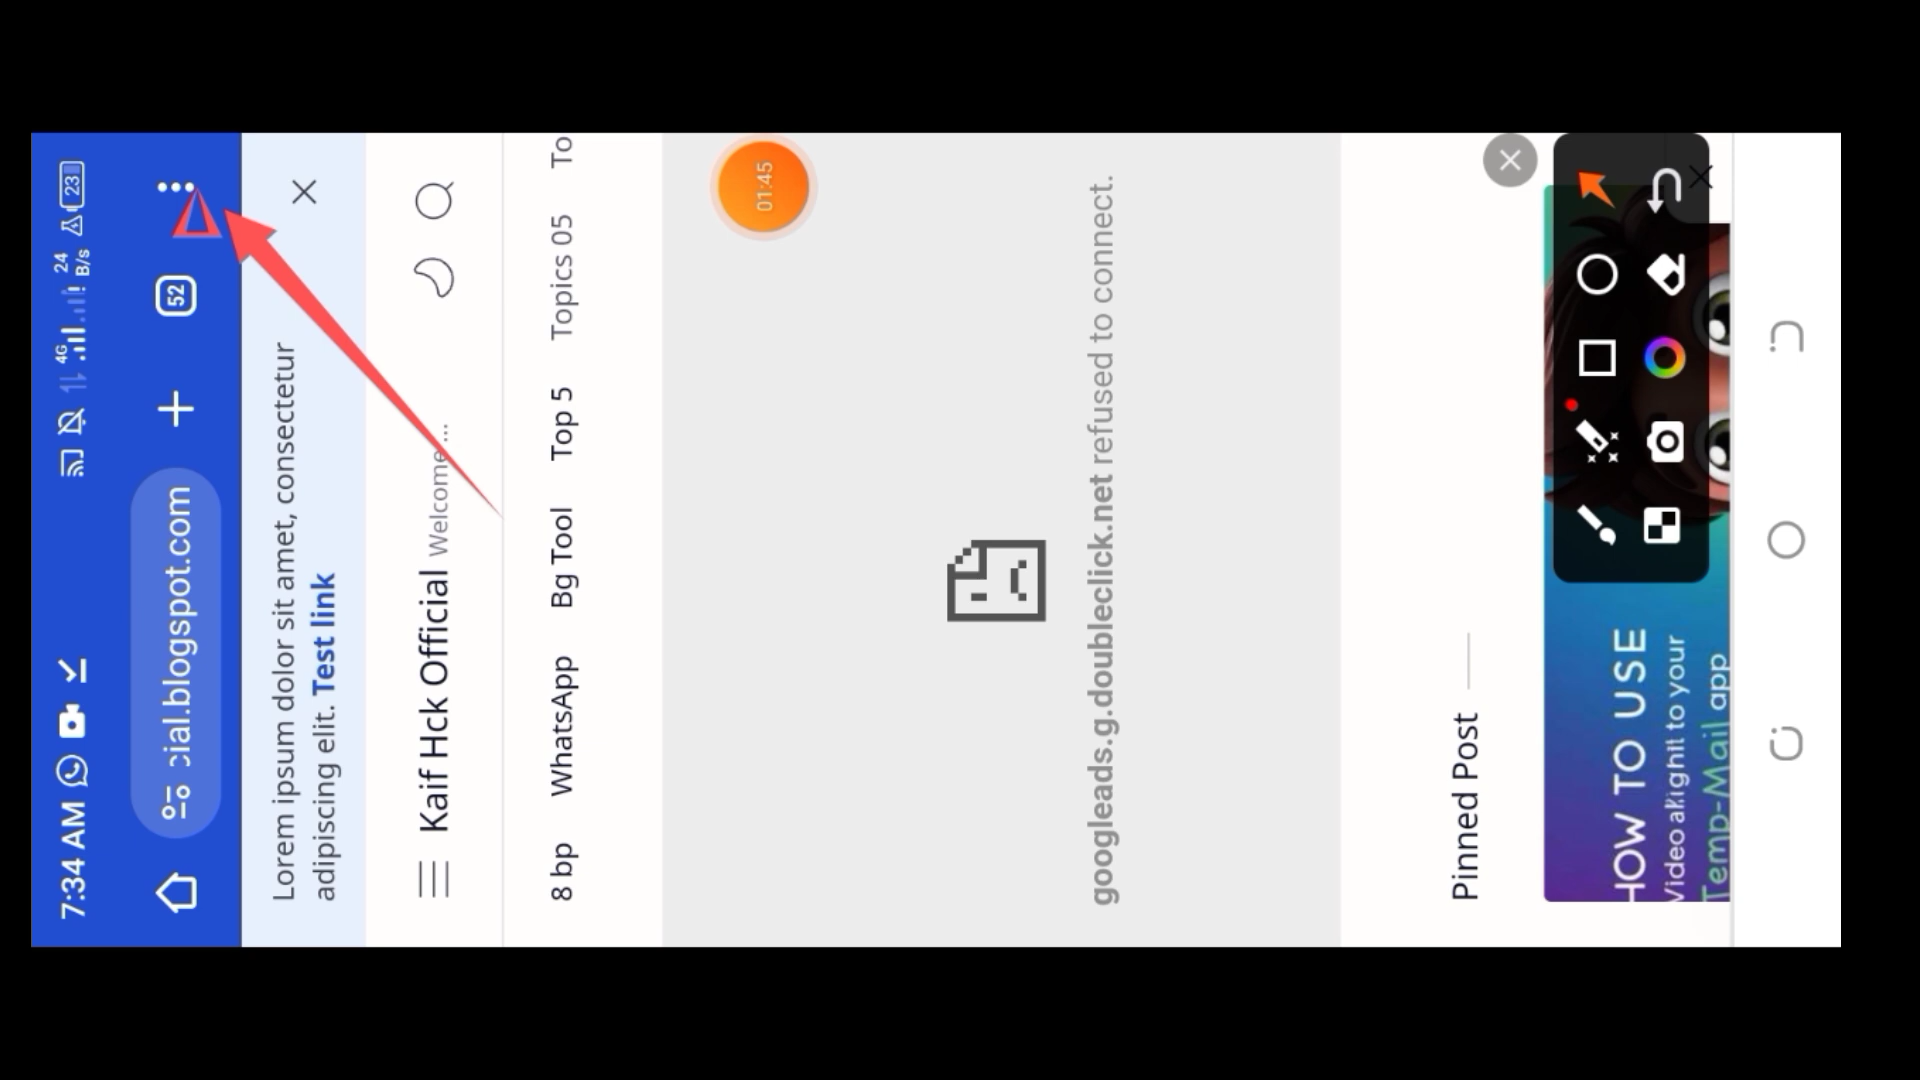 7:34 AM 4G 24 B/s 23
cial.blogspot.com 52
Lorem ipsum dolor sit amet, consectetur
adipiscing elit. Test link
Kaif Hck Official Welcome ...
8 bp WhatsApp Bg Tool Top 5 Topics 05 To
01:45
googleads.g.doubleclick.net refused to connect.
Pinned Post
HOW TO USE
to your
Temp-Mail app